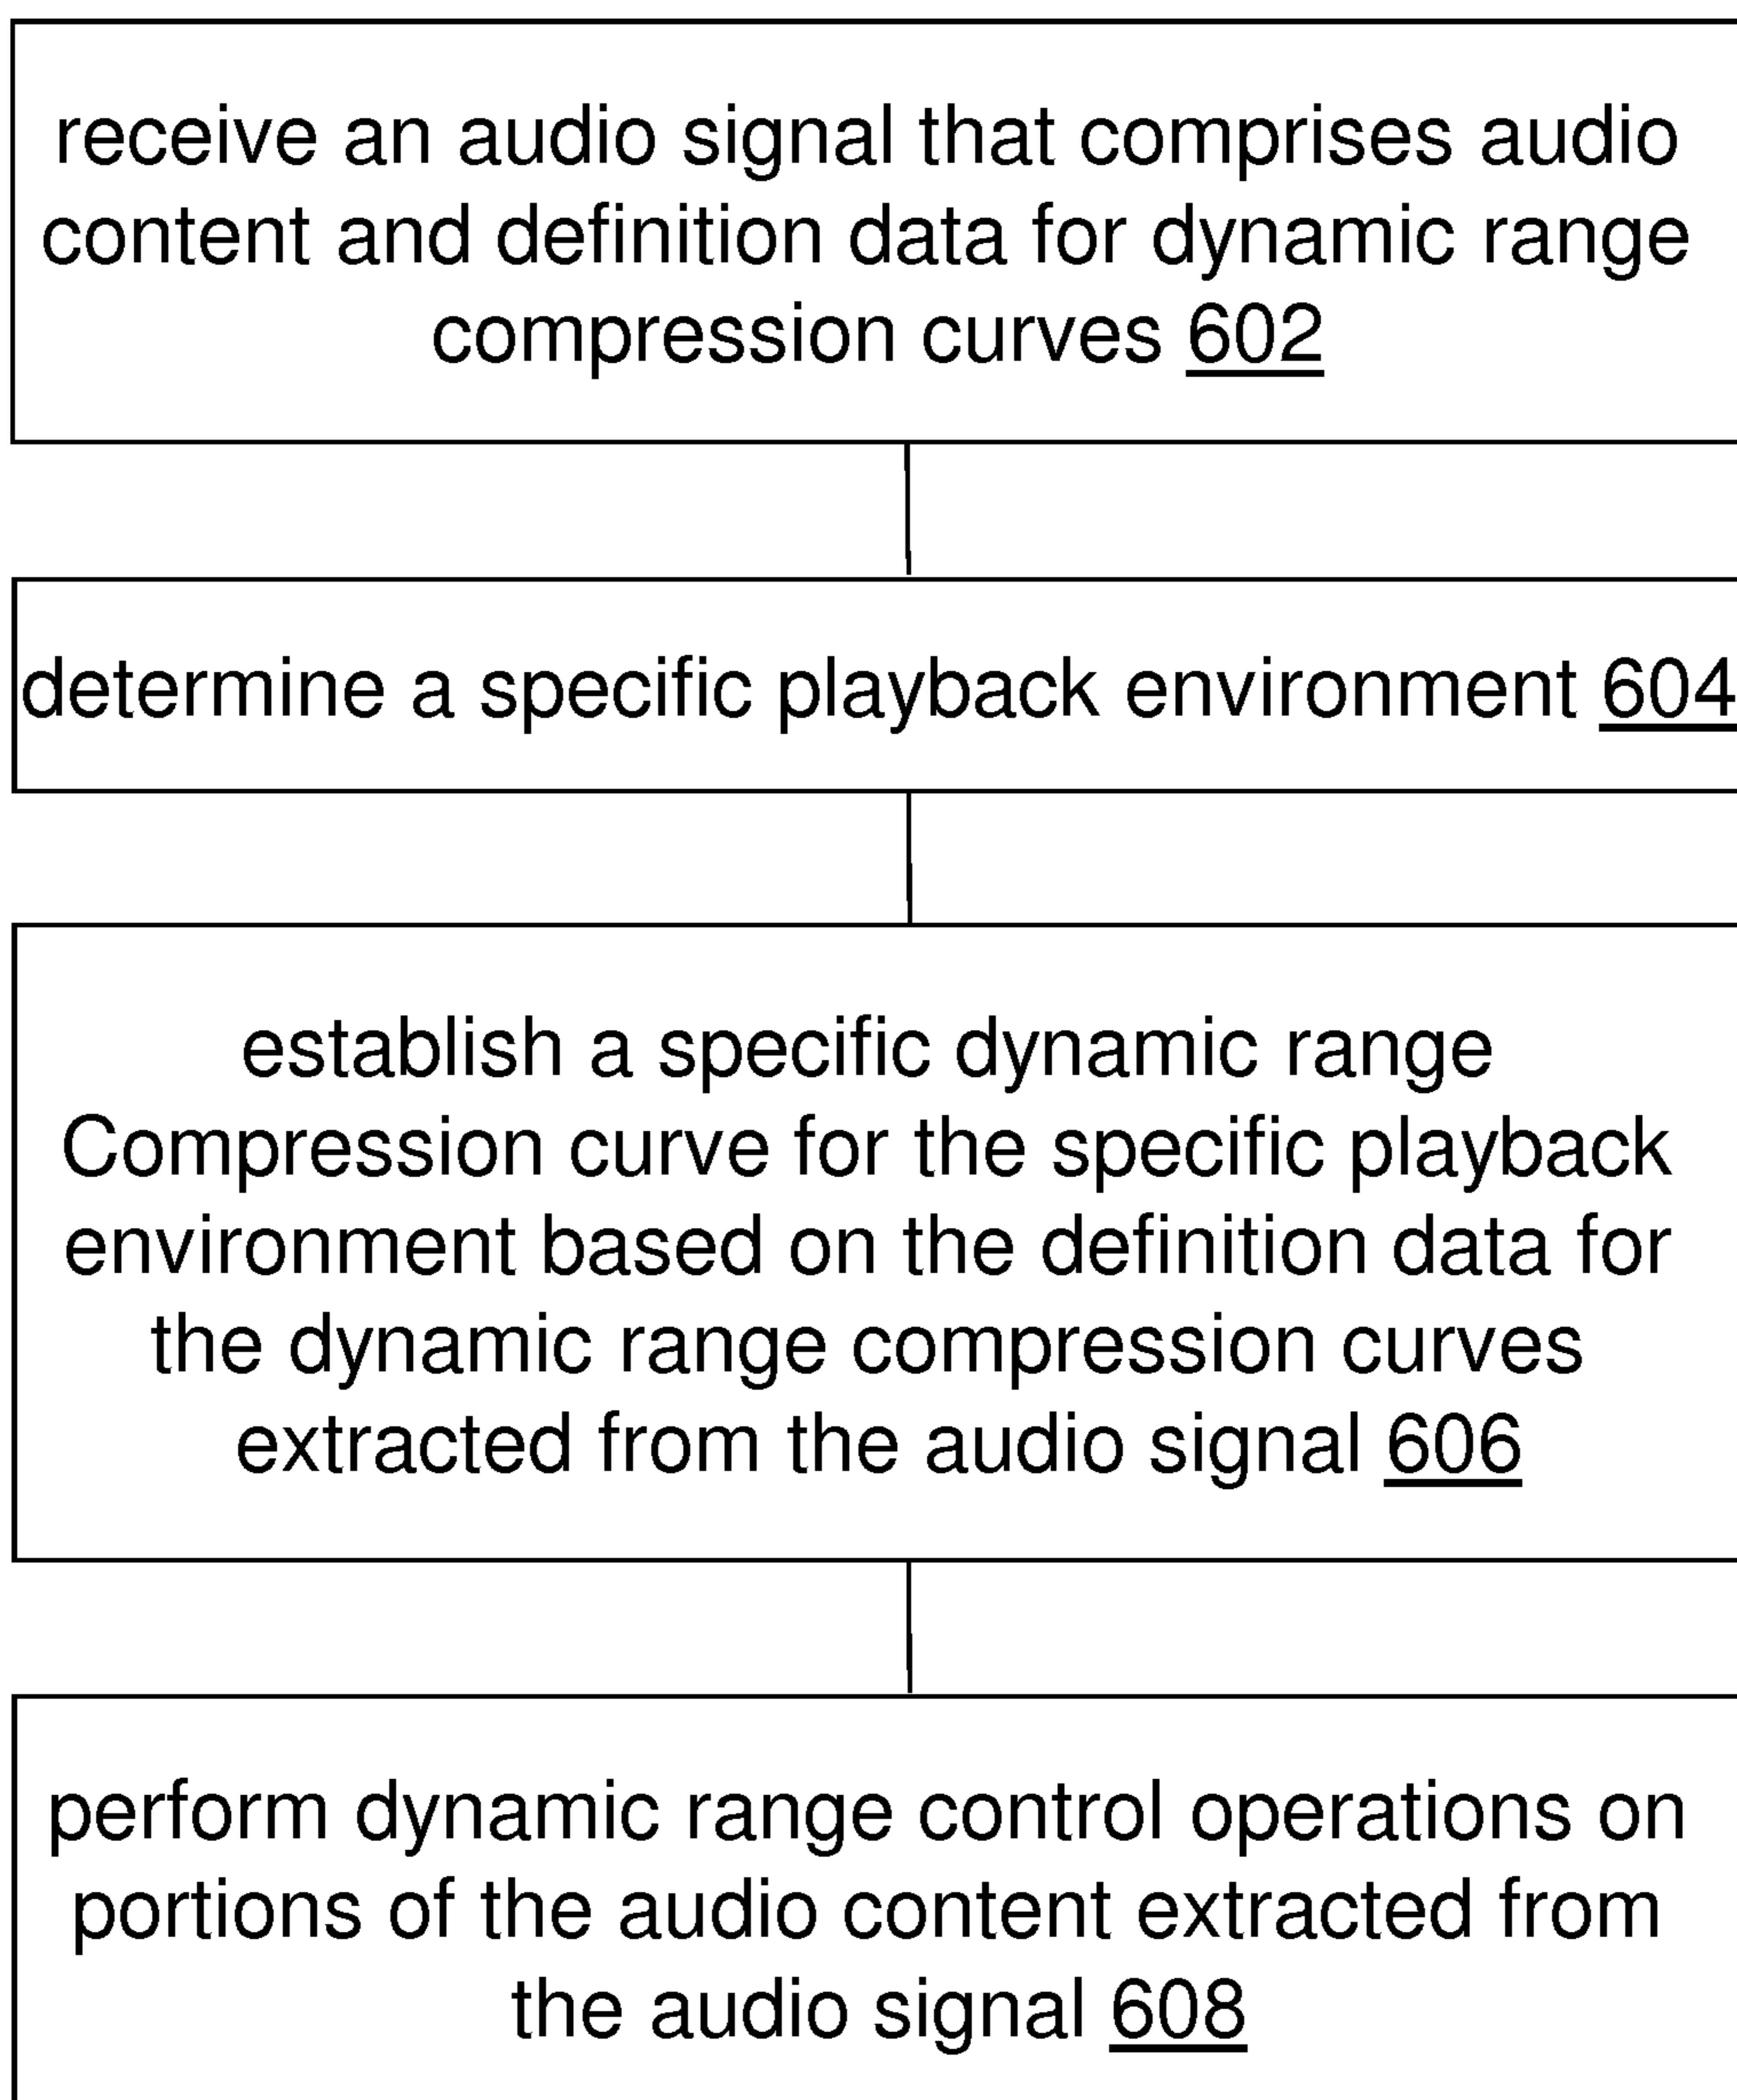 receive an audio signal that comprises audio
content and definition data for dynamic range
compression curves 602
determine a specific playback environment 604
establish a specific dynamic range
Compression curve for the specific playback
environment based on the definition data for
the dynamic range compression curves
extracted from the audio signal 606
perform dynamic range control operations on
portions of the audio content extracted from
the audio signal 608